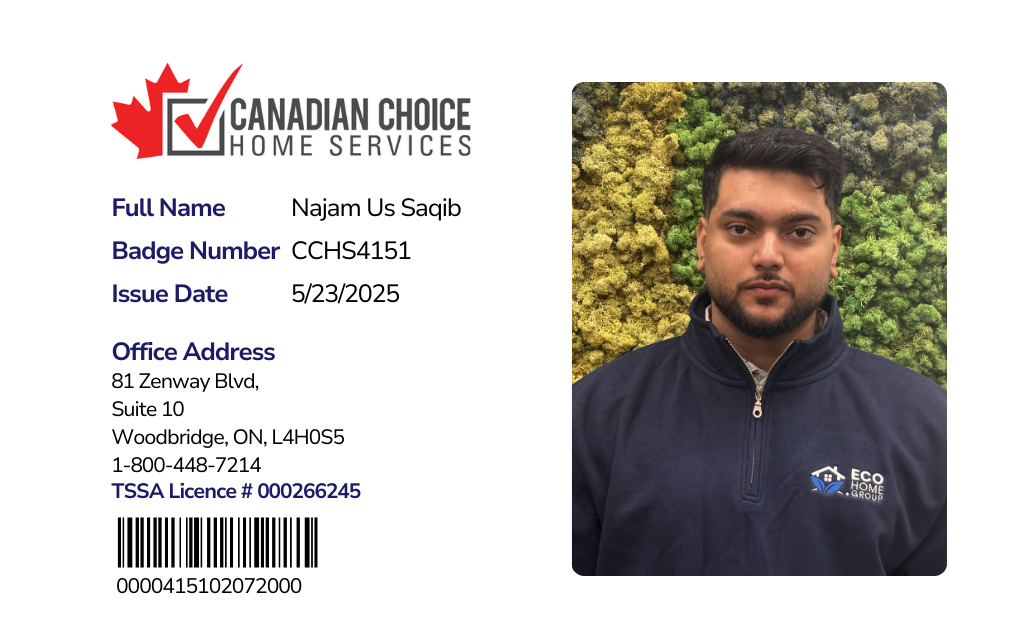 CANADIAN CHOICE
HOME SERVICES
Full Name Najam Us Saqib
Badge Number CCHS4151
Issue Date 5/23/2025
Office Address
81 Zenway Blvd,
Suite 10
Woodbridge, ON, L4H0S5
1-800-448-7214
TSSA Licence # 000266245
0000415102072000
ECO
HOME
GROUP